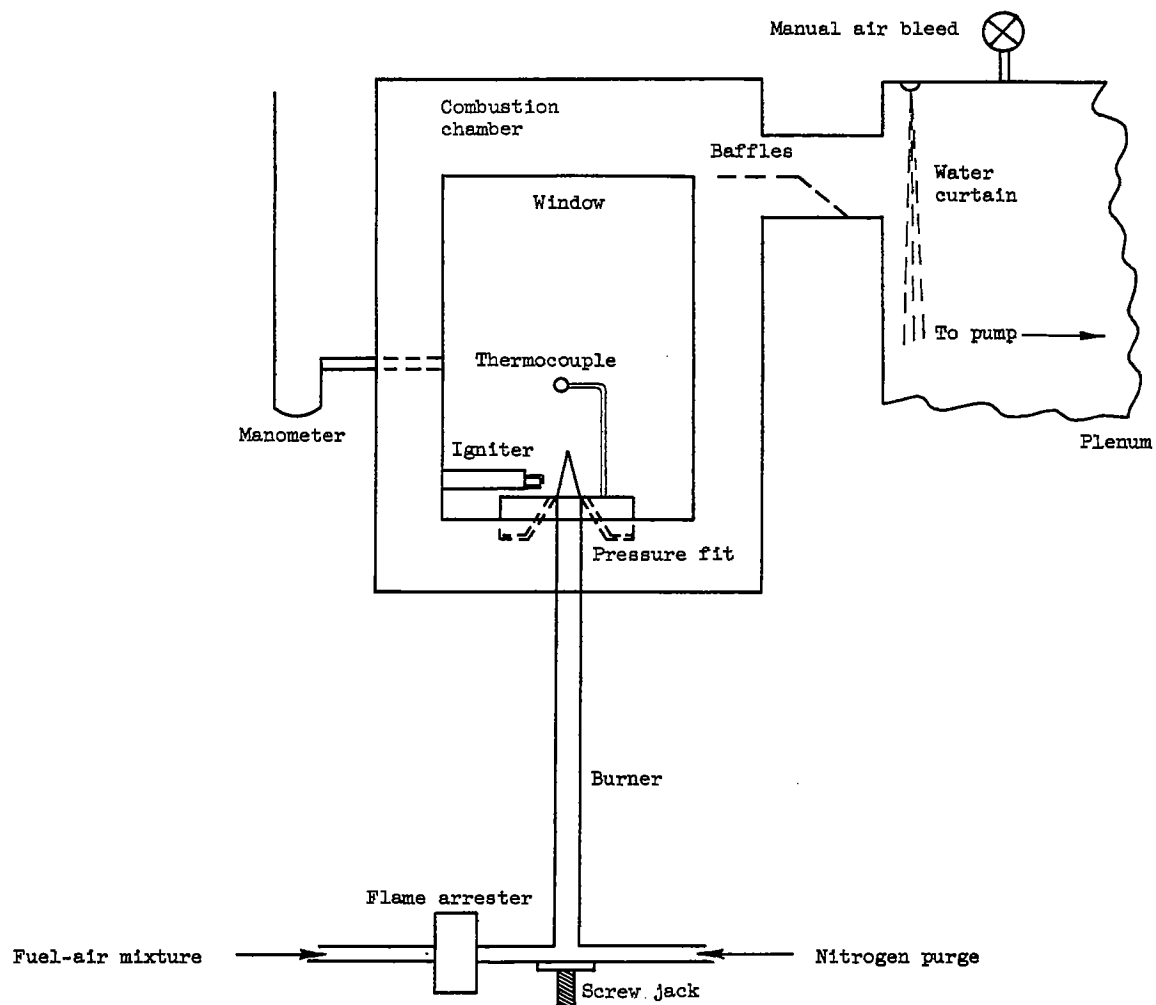 Manual air bleed
Combustion
chamber
Baffles
Water
curtain
Window
To pump
Thermocouple
Manometer
Plenum
Igniter
Pressure fit
Burner
Flame arrester
Fuel-air mixture
Nitrogen purge
Screw jack